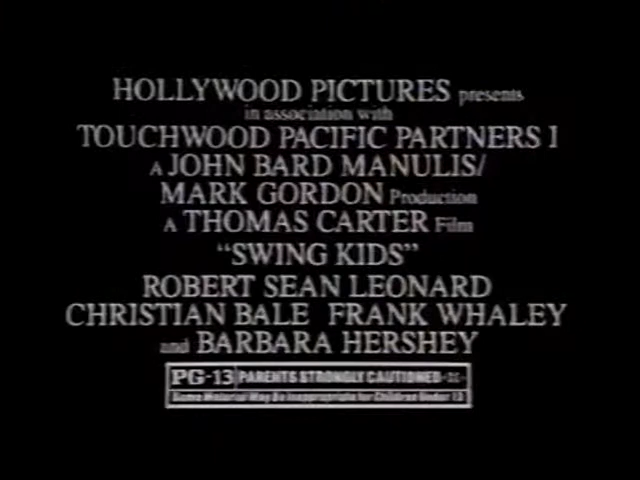 HOLLYWOOD PICTURES presents
in association with
TOUCHWOOD PACIFIC PARTNERS I
A JOHN BARD MANULIS/
MARK GORDON Production
A THOMAS CARTER Film
"SWING KIDS"
ROBERT SEAN LEONARD
CHRISTIAN BALE FRANK WHALEY
and BARBARA HERSHEY
PG-13 PARENTS STRONGLY CAUTIONED
Some Material May Be Inappropriate for Children Under 13